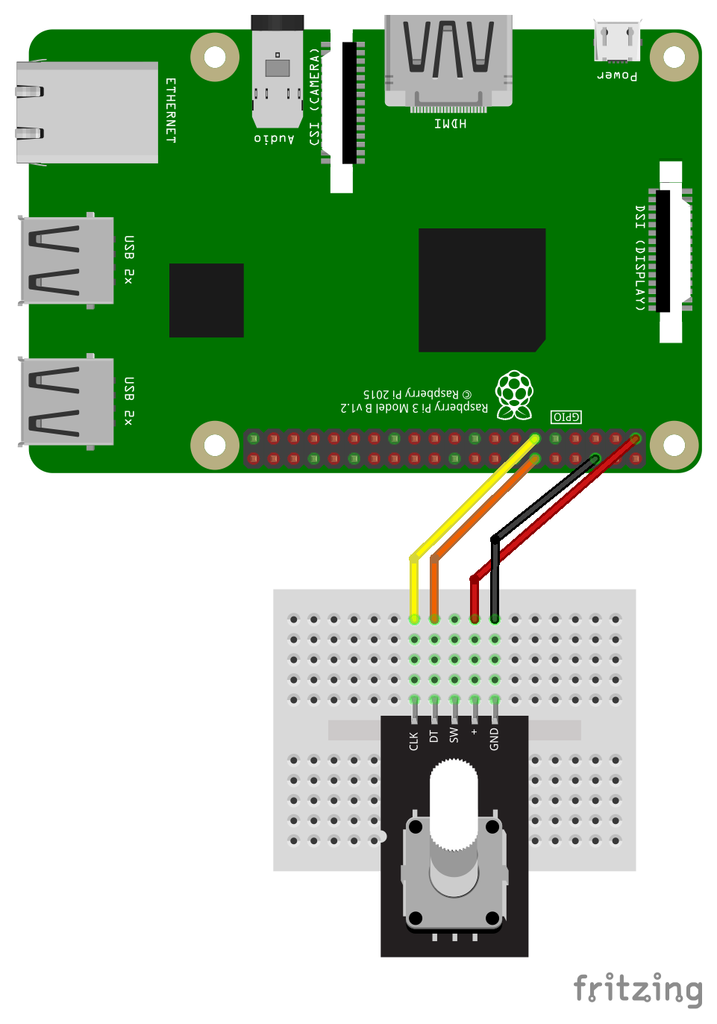 Power
HDMI
Audio
CSI (CAMERA)
ETHERNET
DSI (DISPLAY)
USB 2x
USB 2x
© Raspberry Pi 2015
Raspberry Pi 3 Model B v1.2
GPIO
CLK
DT
SW
+
GND
fritzing